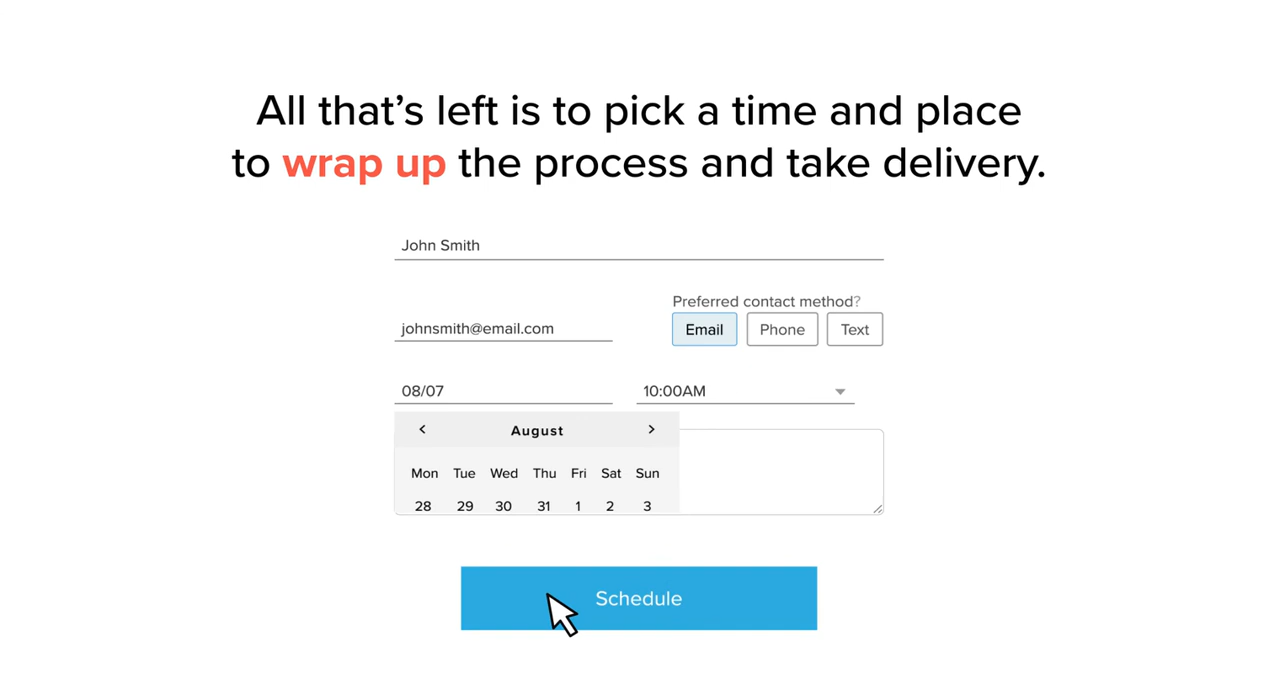 All that’s left is to pick a time and place
to wrap up the process and take delivery.
John Smith
Preferred contact method?
johnsmith@email.com
Email Phone Text
08/07 10:00AM
< August >
Mon Tue Wed Thu Fri Sat Sun
28 29 30 31 1 2 3
Schedule